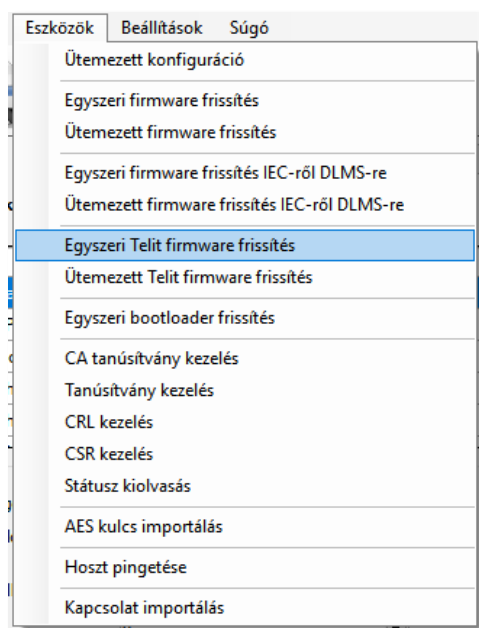 Eszközök Beállítások Súgó
Ütemezett konfiguráció
Egyszeri firmware frissítés
Ütemezett firmware frissítés
Egyszeri firmware frissítés IEC-ről DLMS-re
Ütemezett firmware frissítés IEC-ről DLMS-re
Egyszeri Telit firmware frissítés
Ütemezett Telit firmware frissítés
Egyszeri bootloader frissítés
CA tanúsítvány kezelés
Tanúsítvány kezelés
CRL kezelés
CSR kezelés
Státusz kiolvasás
AES kulcs importálás
Hoszt pingetése
Kapcsolat importálás